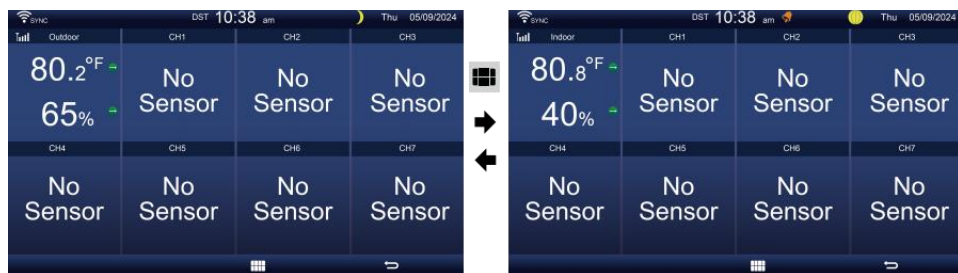 SYNC DST 10:38 am Thu 05/09/2024
Outdoor CH1 CH2 CH3
80.2°F
65%
No Sensor No Sensor No Sensor
CH4 CH5 CH6 CH7
No Sensor No Sensor No Sensor No Sensor
SYNC DST 10:38 am Thu 05/09/2024
Indoor CH1 CH2 CH3
80.8°F
40%
No Sensor No Sensor No Sensor
CH4 CH5 CH6 CH7
No Sensor No Sensor No Sensor No Sensor